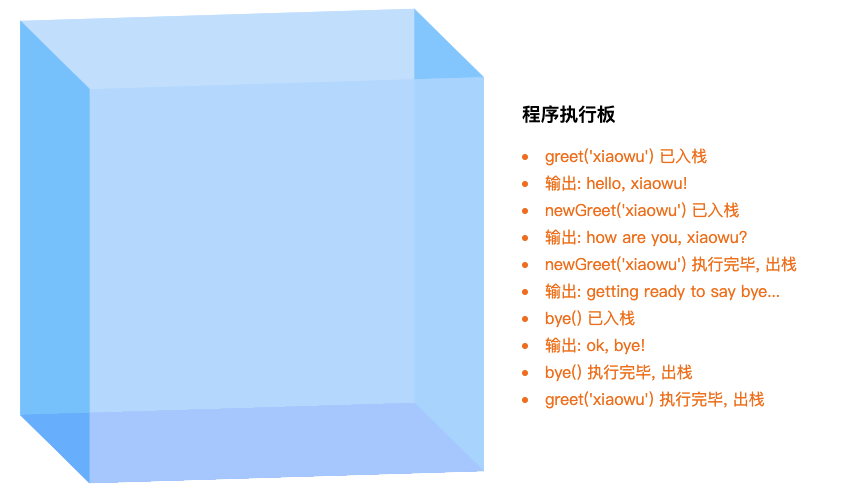 程序执行板
greet('xiaowu') 已入栈
输出: hello, xiaowu!
newGreet('xiaowu') 已入栈
输出: how are you, xiaowu?
newGreet('xiaowu') 执行完毕, 出栈
输出: getting ready to say bye...
bye() 已入栈
输出: ok, bye!
bye() 执行完毕, 出栈
greet('xiaowu') 执行完毕, 出栈